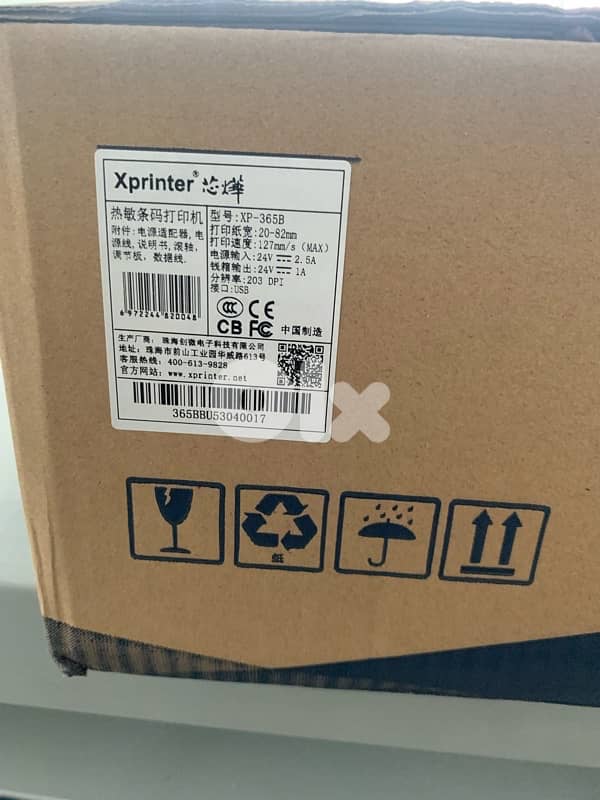 Xprinter® 芯烨
热敏条码打印机
附件: 电源适配器, 电
源线, 说明书, 滚轴,
调节板, 数据线.
6 972244 820048
型号: XP-365B
打印纸宽: 20-82mm
打印速度: 127mm/s (MAX)
电源输入: 24V 2.5A
钱箱输出: 24V 1A
分辨率: 203 DPI
接口: USB
CCC CE
CB FC 中国制造
生产厂商: 珠海创微电子科技有限公司
地址: 珠海市前山工业园华威路613号
客服热线: 400-613-9828
官方网站: www.xprinter.net
365BBU53040017
olx
纸